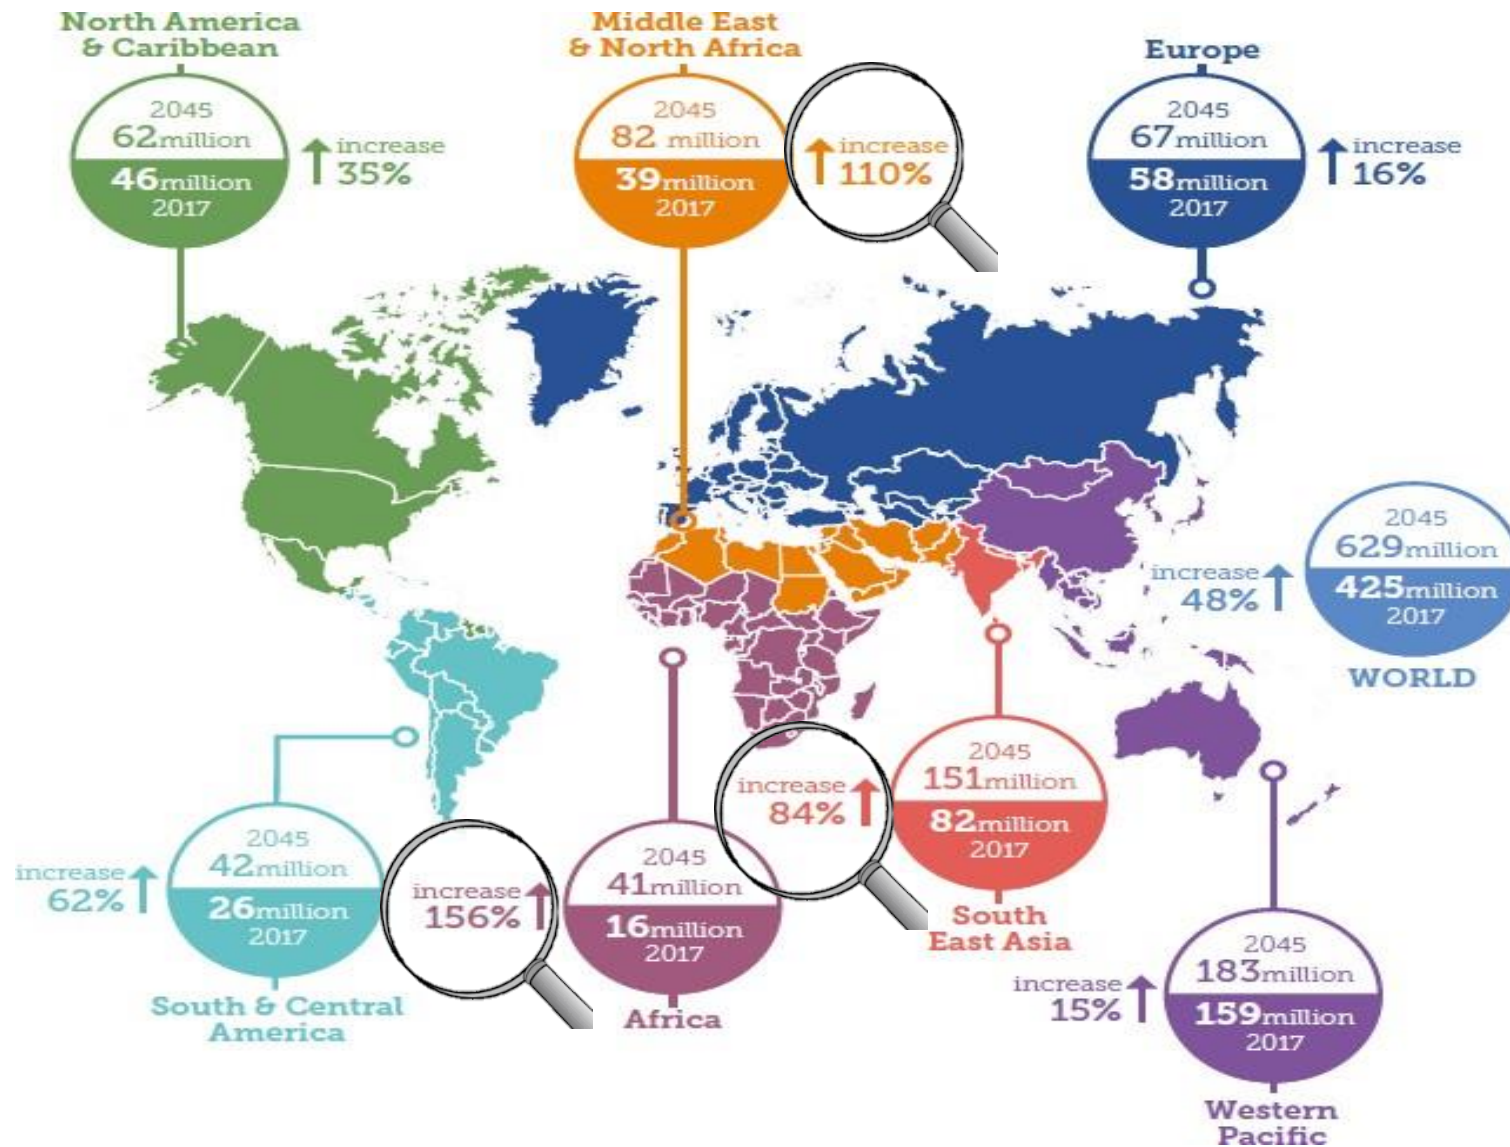 North America
& Caribbean
2045
62million
46million
2017
increase
35%
Middle East
& North Africa
2045
82 million
39million
2017
increase
110%
Europe
2045
67million
58million
2017
increase
16%
2045
629million
425million
2017
increase
48%
WORLD
2045
42million
26million
2017
increase
62%
South & Central
America
2045
41million
16million
2017
increase
156%
Africa
2045
151million
82million
2017
increase
84%
South
East Asia
2045
183million
159million
2017
increase
15%
Western
Pacific